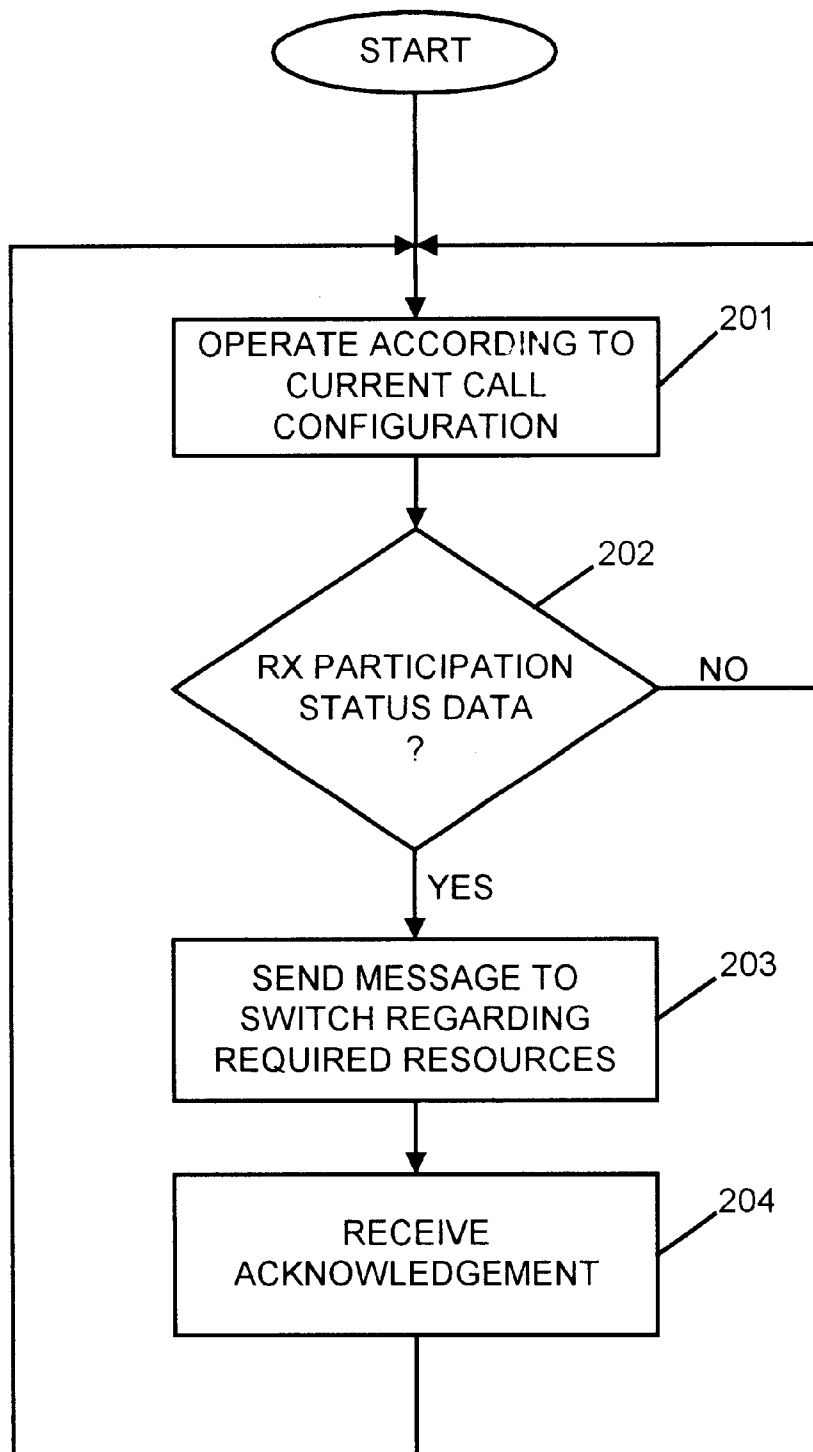 START
201
OPERATE ACCORDING TO
CURRENT CALL
CONFIGURATION
202
RX PARTICIPATION
STATUS DATA
?
NO
YES
203
SEND MESSAGE TO
SWITCH REGARDING
REQUIRED RESOURCES
204
RECEIVE
ACKNOWLEDGEMENT